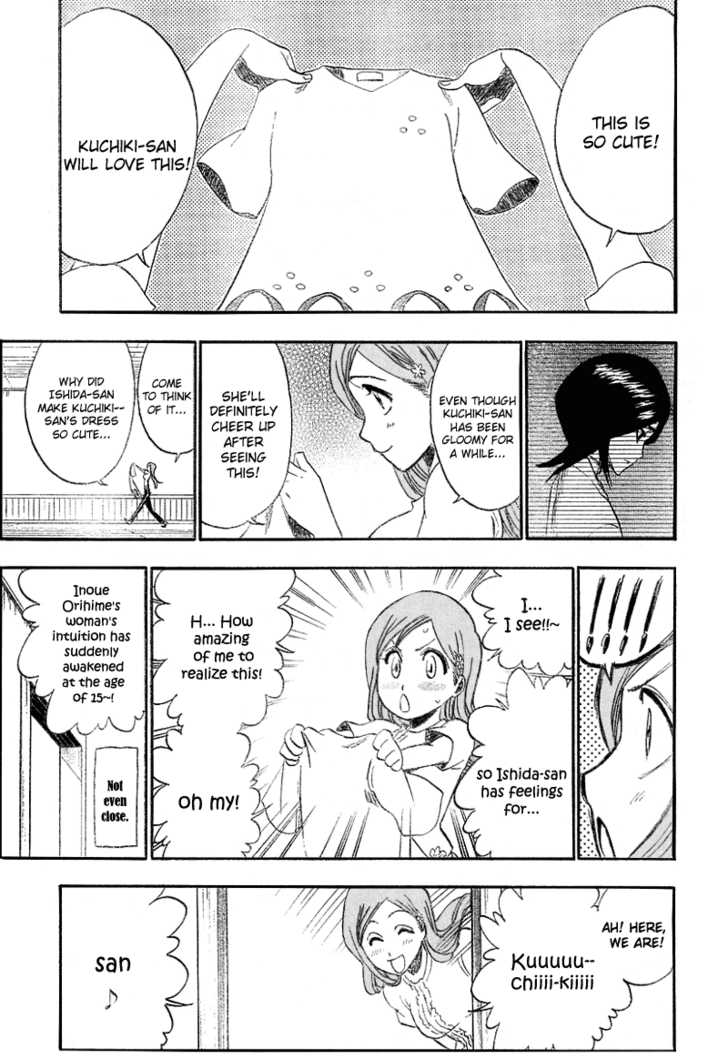 THIS IS
SO CUTE!
KUCHIKI-SAN
WILL LOVE THIS!
EVEN THOUGH
KUCHIKI-SAN
HAS BEEN
GLOOMY FOR
A WHILE...
SHE'LL
DEFINITELY
CHEER UP
AFTER
SEEING
THIS!
COME
TO THINK
OF IT...
WHY DID
ISHIDA-SAN
MAKE KUCHIKI--
SAN'S DRESS
SO CUTE...
!!!!
I...
I see!!~
so Ishida-san
has feelings
for...
H... How
amazing
of me to
realize this!
oh my!
Inoue
Orihime's
woman's
intuition has
suddenly
awakened
at the age
of 15~!
Not
even
close.
AH! HERE,
WE ARE!
Kuuuuu--
chiiii-kiiiii
san
♪